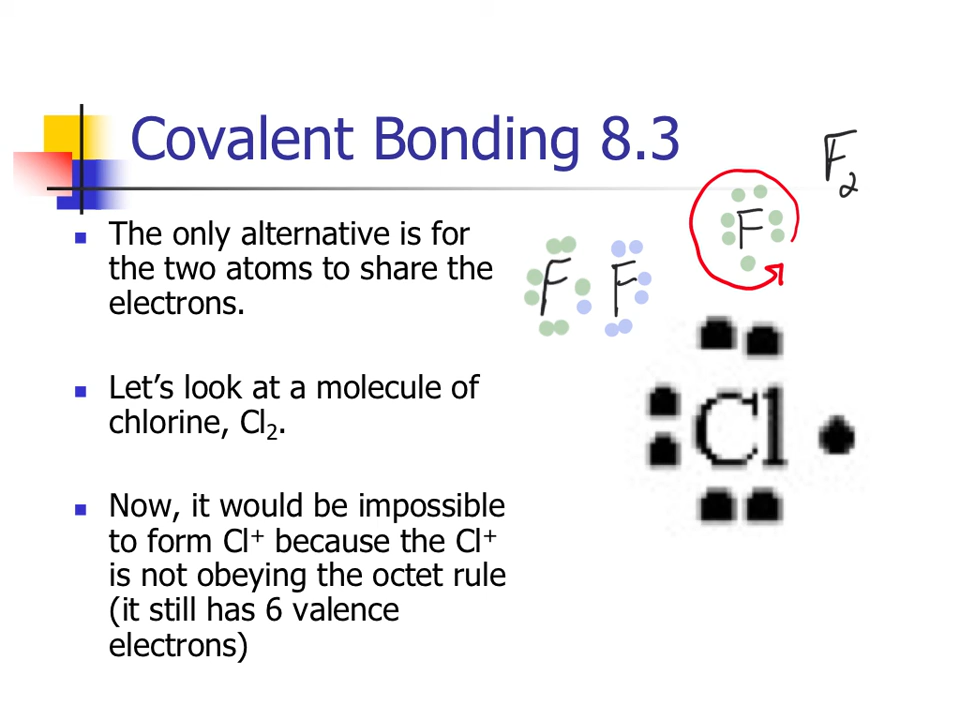 Covalent Bonding 8.3
F₂
F
The only alternative is for
the two atoms to share the
electrons.
F F
Let’s look at a molecule of
chlorine, Cl₂.
Cl
Now, it would be impossible
to form Cl⁺ because the Cl⁺
is not obeying the octet rule
(it still has 6 valence
electrons)